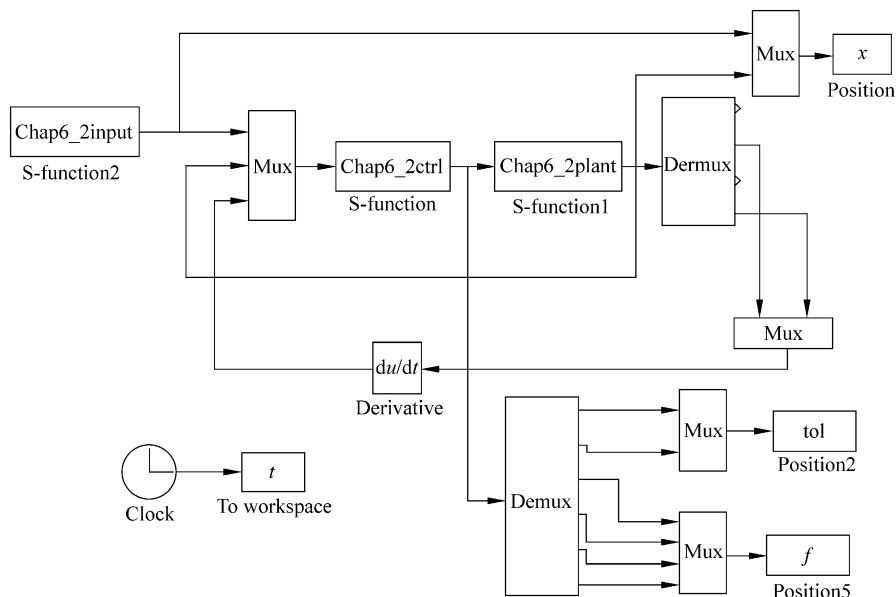 Mux
x
Position
Chap6_2input
S-function2
Mux
Chap6_2ctrl
S-function
Chap6_2plant
S-function1
Dermux
Mux
du/dt
Derivative
Clock
t
To workspace
Demux
Mux
tol
Position2
Mux
f
Position5